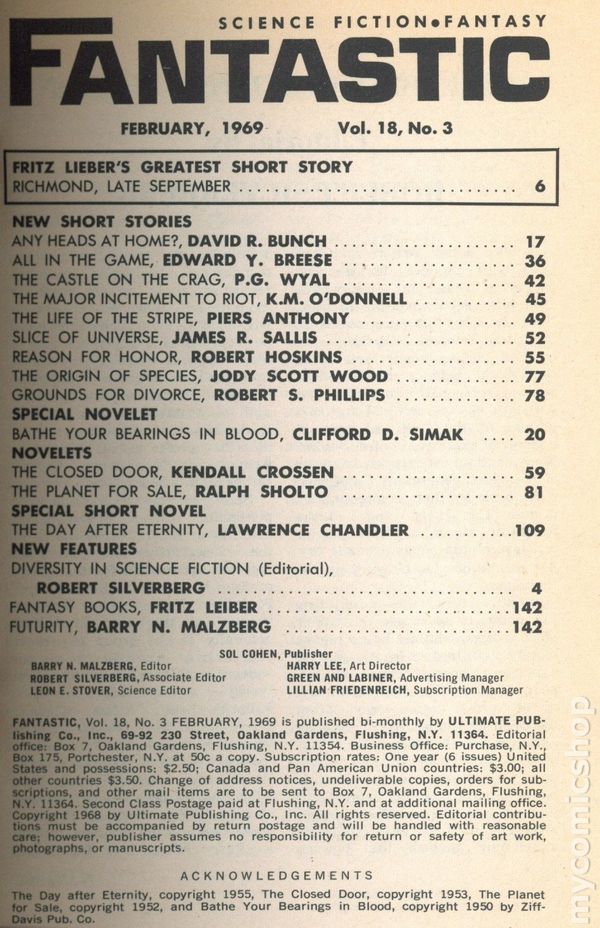 SCIENCE FICTION●FANTASY
FANTASTIC
FEBRUARY, 1969 Vol. 18, No. 3
FRITZ LIEBER'S GREATEST SHORT STORY
RICHMOND, LATE SEPTEMBER ............................... 6
NEW SHORT STORIES
ANY HEADS AT HOME?, DAVID R. BUNCH .................... 17
ALL IN THE GAME, EDWARD Y. BREESE ................... 36
THE CASTLE ON THE CRAG, P.G. WYAL .................. 42
THE MAJOR INCITEMENT TO RIOT, K.M. O'DONNELL ............ 45
THE LIFE OF THE STRIPE, PIERS ANTHONY ................. 49
SLICE OF UNIVERSE, JAMES R. SALLIS ..................... 52
REASON FOR HONOR, ROBERT HOSKINS ................... 55
THE ORIGIN OF SPECIES, JODY SCOTT WOOD ............. 77
GROUNDS FOR DIVORCE, ROBERT S. PHILLIPS .............. 78
SPECIAL NOVELET
BATHE YOUR BEARINGS IN BLOOD, CLIFFORD D. SIMAK .... 20
NOVELETS
THE CLOSED DOOR, KENDALL CROSSEN .................... 59
THE PLANET FOR SALE, RALPH SHOLTO ................... 81
SPECIAL SHORT NOVEL
THE DAY AFTER ETERNITY, LAWRENCE CHANDLER ...........109
NEW FEATURES
DIVERSITY IN SCIENCE FICTION (Editorial),
ROBERT SILVERBERG ................................. 4
FANTASY BOOKS, FRITZ LEIBER ...........................142
FUTURITY, BARRY N. MALZBERG ..........................142
SOL COHEN, Publisher
BARRY N. MALZBERG, Editor HARRY LEE, Art Director
ROBERT SILVERBERG, Associate Editor GREEN AND LABINER, Advertising Manager
LEON E. STOVER, Science Editor LILLIAN FRIEDENREICH, Subscription Manager
FANTASTIC, Vol. 18, No. 3 FEBRUARY, 1969 is published bi-monthly by ULTIMATE PUB-
lishing Co., Inc., 69-92 230 Street, Oakland Gardens, Flushing, N.Y. 11364. Editorial
office: Box 7, Oakland Gardens, Flushing, N.Y. 11354. Business Office: Purchase, N.Y.,
Box 175, Portchester, N.Y. at 50c a copy. Subscription rates: One year (6 issues) United
States and possessions: $2.50; Canada and Pan American Union countries: $3.00; all
other countries $3.50. Change of address notices, undeliverable copies, orders for sub-
scriptions, and other mail items are to be sent to Box 7, Oakland Gardens, Flushing,
N.Y. 11364. Second Class Postage paid at Flushing, N.Y. and at additional mailing office.
Copyright 1968 by Ultimate Publishing Co., Inc. All rights reserved. Editorial contribu-
tions must be accompanied by return postage and will be handled with reasonable
care; however, publisher assumes no responsibility for return or safety of art work,
photographs, or manuscripts.
ACKNOWLEDGEMENTS
The Day after Eternity, copyright 1955, The Closed Door, copyright 1953, The Planet
for Sale, copyright 1952, and Bathe Your Bearings in Blood, copyright 1950 by Ziff-
Davis Pub. Co.
mycomicshop